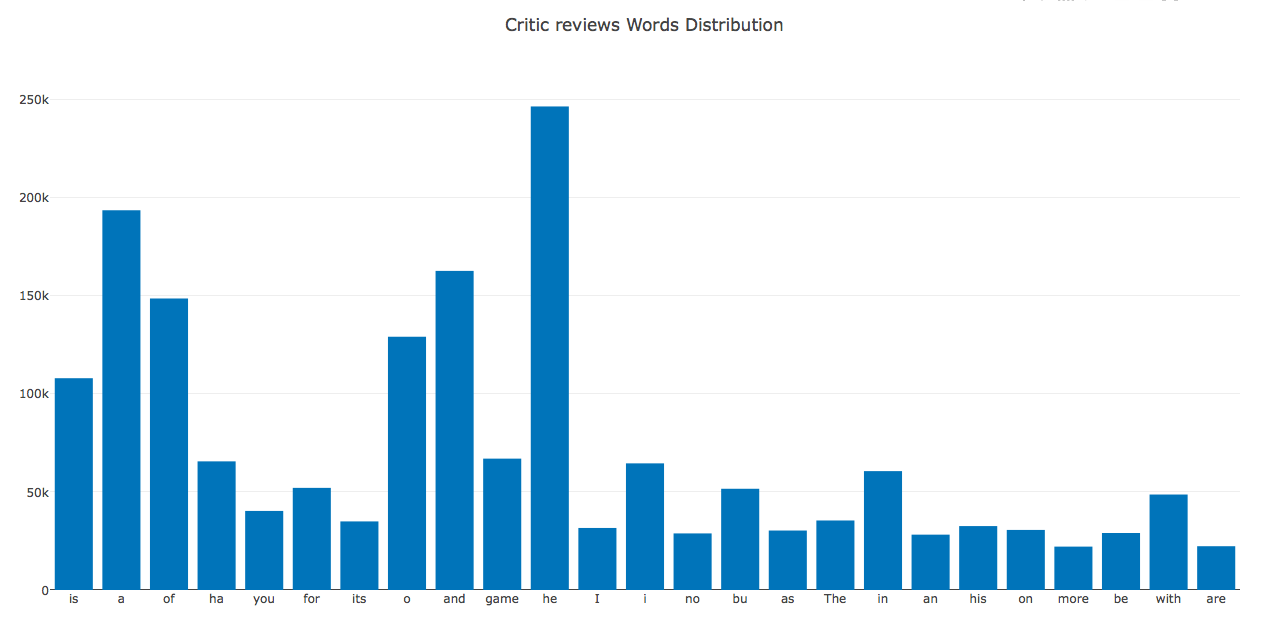 Critic reviews Words Distribution
250k
200k
150k
100k
50k
0
is a of ha you for its o and game he I i no bu as The in an his on more be with are